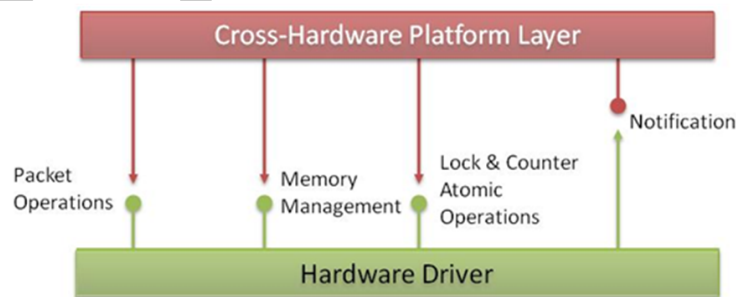 Cross-Hardware Platform Layer
Notification
Packet
Operations
Memory
Management
Lock & Counter
Atomic
Operations
Hardware Driver